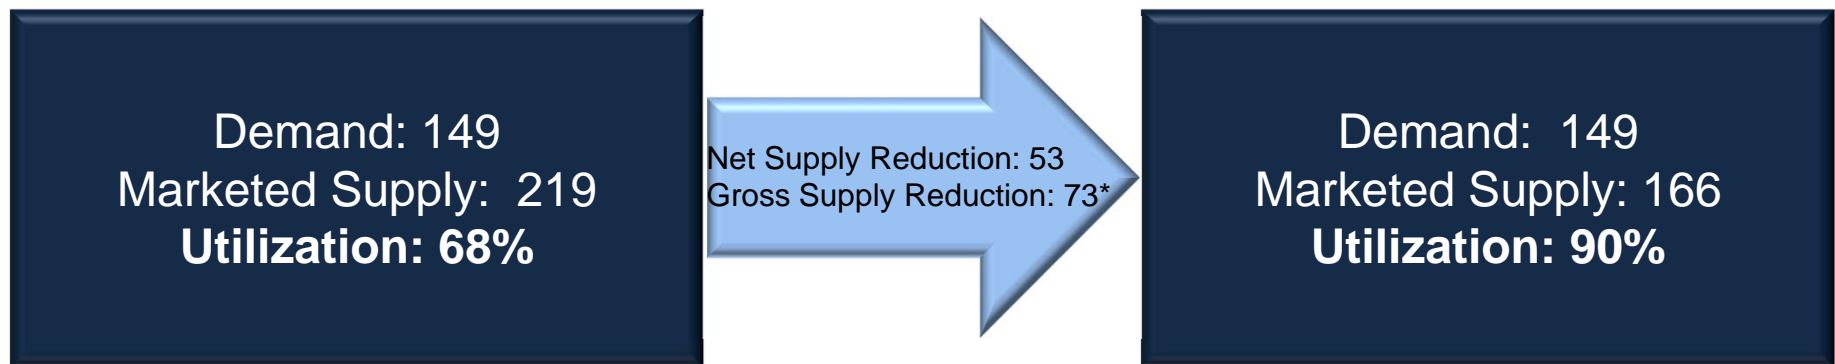 Demand: 149
Marketed Supply: 219
Utilization: 68%
Net Supply Reduction: 53
Gross Supply Reduction: 73*
Demand: 149
Marketed Supply: 166
Utilization: 90%